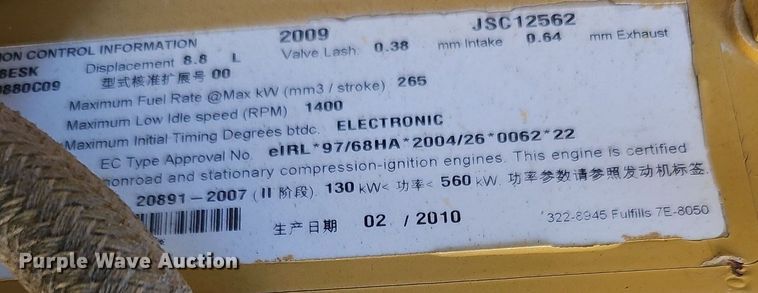 2009 JSC12562
ION CONTROL INFORMATION
8ESK Displacement 8.8 L Valve Lash. 0.38 mm Intake 0.64 mm Exhaust
0880C09 型式核准扩展号 00
Maximum Fuel Rate @Max kW (mm3 / stroke) 265
Maximum Low Idle speed (RPM) 1400
Maximum Initial Timing Degrees btdc. ELECTRONIC
EC Type Approval No. eIRL*97/68HA*2004/26*0062*22
nonroad and stationary compression-ignition engines. This engine is certified
20891-2007 (II 阶段). 130 kW< 功率< 560 kW. 功率参数请参照发动机标签.
生产日期 02 / 2010 322-8945 Fulfills 7E-8050
Purple Wave Auction